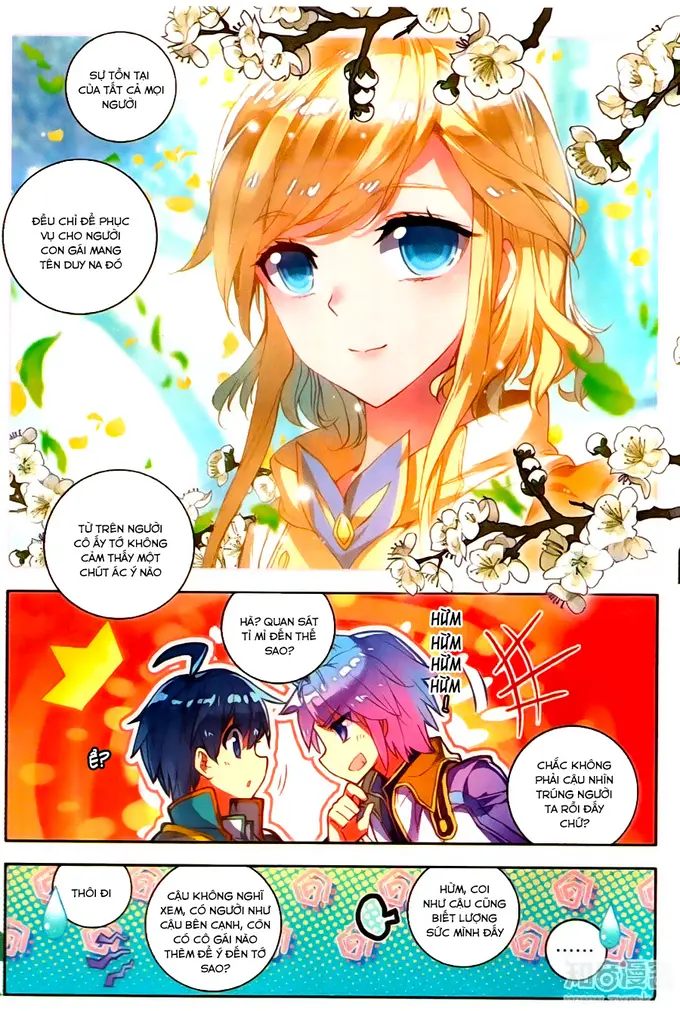 SỰ TỒN TẠI
CỦA TẤT CẢ MỌI
NGƯỜI
ĐỀU CHỈ ĐỂ PHỤC
VỤ CHO NGƯỜI
CON GÁI MANG
TÊN DUY NA ĐÓ
TỪ TRÊN NGƯỜI
CÔ ẤY TỚ KHÔNG
CẢM THẤY MỘT
CHÚT ÁC Ý NÀO
HẢ? QUAN SÁT
TỈ MỈ ĐẾN THẾ
SAO?
HỪM
HỪM
HỪM
HỪM
!
Ể?
CHẮC KHÔNG
PHẢI CẬU NHÌN
TRÚNG NGƯỜI
TA RỒI ĐẤY
CHỨ?
THÔI ĐI
CẬU KHÔNG NGHĨ
XEM, CÓ NGƯỜI NHƯ
CẬU BÊN CẠNH, CÒN
CÓ CÔ GÁI NÀO
THÈM ĐỂ Ý ĐẾN TỚ
SAO?
HỪM, COI
NHƯ CẬU CŨNG
BIẾT LƯỢNG
SỨC MÌNH ĐẤY
......
知音漫客